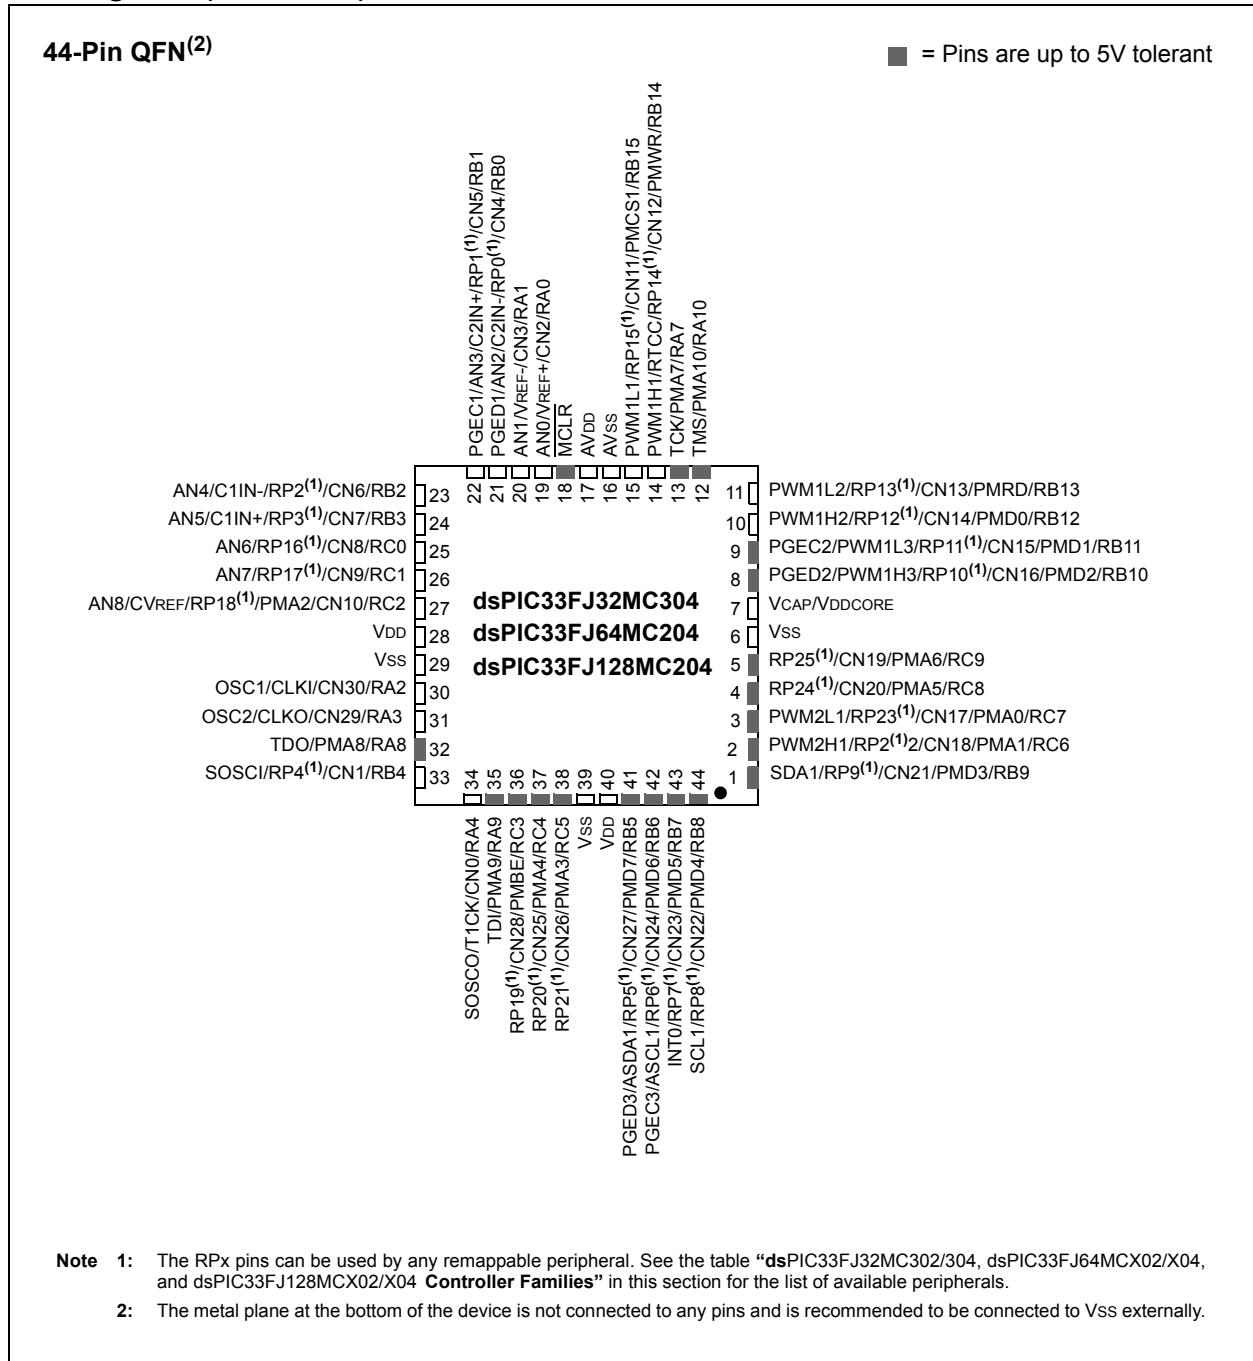 44-Pin QFN(2)
= Pins are up to 5V tolerant
PGEC1/AN3/C2IN+/RP1(1)/CN5/RB1
PGED1/AN2/C2IN-/RP0(1)/CN4/RB0
AN1/VREF-/CN3/RA1
AN0/VREF+/CN2/RA0
MCLR
AVDD
AVSS
PWM1L1/RP15(1)/CN11/PMCS1/RB15
PWM1H1/RTCC/RP14(1)/CN12/PMWR/RB14
TCK/PMA7/RA7
TMS/PMA10/RA10
22 21 20 19 18 17 16 15 14 13 12
AN4/C1IN-/RP2(1)/CN6/RB2 23
AN5/C1IN+/RP3(1)/CN7/RB3 24
AN6/RP16(1)/CN8/RC0 25
AN7/RP17(1)/CN9/RC1 26
AN8/CVREF/RP18(1)/PMA2/CN10/RC2 27
VDD 28
VSS 29
OSC1/CLKI/CN30/RA2 30
OSC2/CLKO/CN29/RA3 31
TDO/PMA8/RA8 32
SOSCI/RP4(1)/CN1/RB4 33
dsPIC33FJ32MC304
dsPIC33FJ64MC204
dsPIC33FJ128MC204
11 PWM1L2/RP13(1)/CN13/PMRD/RB13
10 PWM1H2/RP12(1)/CN14/PMD0/RB12
9 PGEC2/PWM1L3/RP11(1)/CN15/PMD1/RB11
8 PGED2/PWM1H3/RP10(1)/CN16/PMD2/RB10
7 VCAP/VDDCORE
6 VSS
5 RP25(1)/CN19/PMA6/RC9
4 RP24(1)/CN20/PMA5/RC8
3 PWM2L1/RP23(1)/CN17/PMA0/RC7
2 PWM2H1/RP2(1)2/CN18/PMA1/RC6
1 SDA1/RP9(1)/CN21/PMD3/RB9
34 35 36 37 38 39 40 41 42 43 44
SOSCO/T1CK/CN0/RA4
TDI/PMA9/RA9
RP19(1)/CN28/PMBE/RC3
RP20(1)/CN25/PMA4/RC4
RP21(1)/CN26/PMA3/RC5
VSS
VDD
PGED3/ASDA1/RP5(1)/CN27/PMD7/RB5
PGEC3/ASCL1/RP6(1)/CN24/PMD6/RB6
INT0/RP7(1)/CN23/PMD5/RB7
SCL1/RP8(1)/CN22/PMD4/RB8
Note 1: The RPx pins can be used by any remappable peripheral. See the table “dsPIC33FJ32MC302/304, dsPIC33FJ64MCX02/X04,
and dsPIC33FJ128MCX02/X04 Controller Families” in this section for the list of available peripherals.
2: The metal plane at the bottom of the device is not connected to any pins and is recommended to be connected to VSS externally.